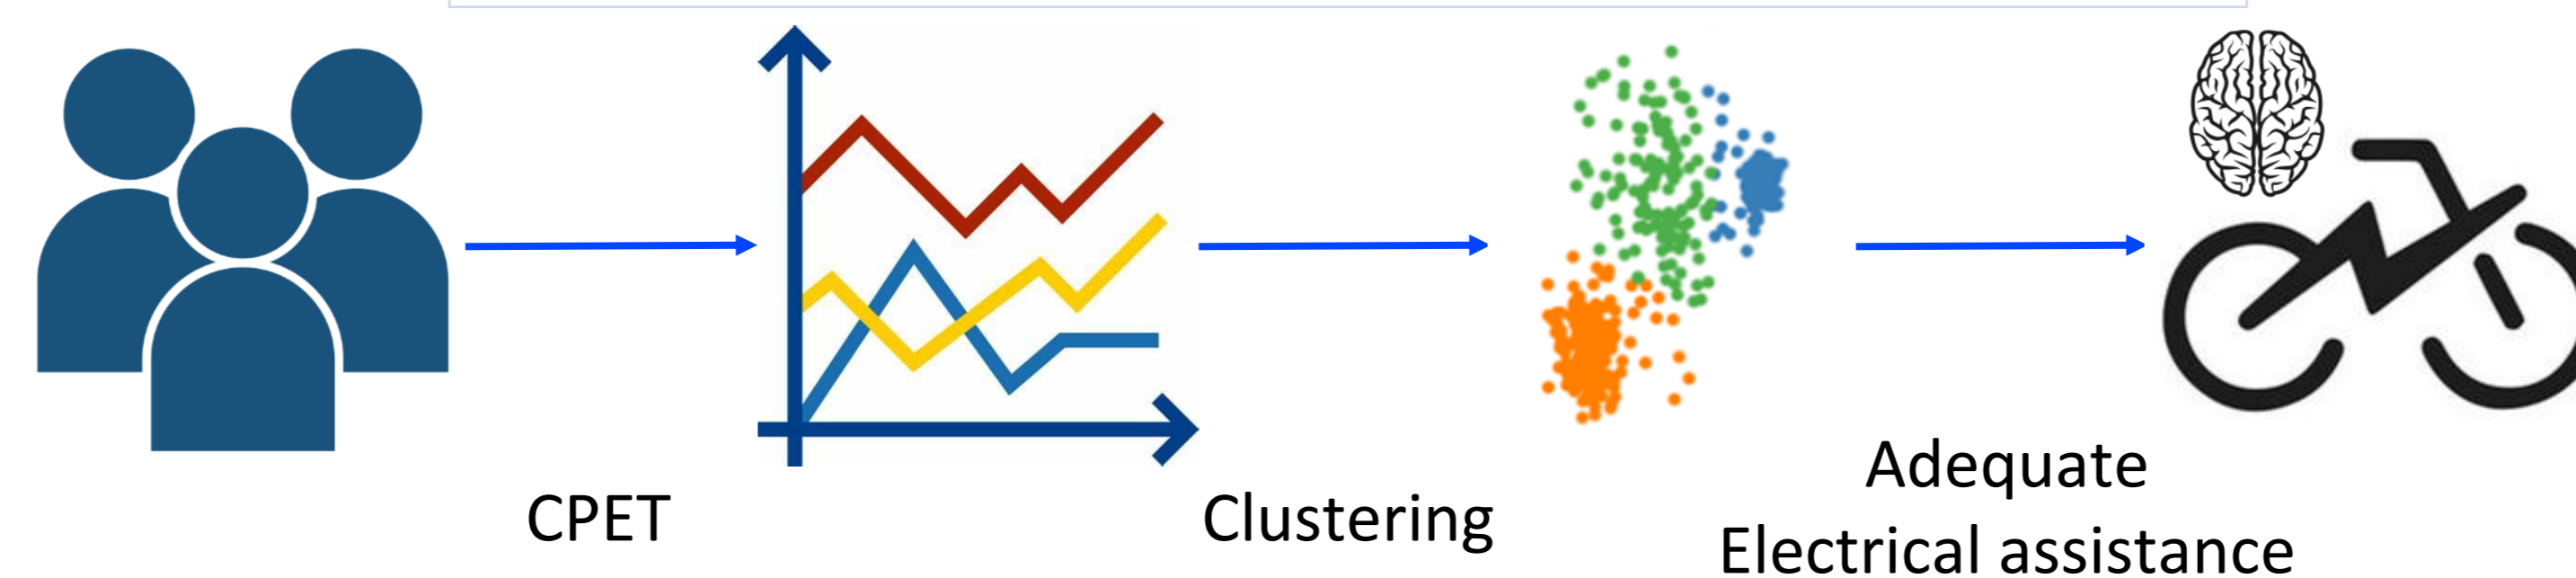 CPET
Clustering
Adequate
Electrical assistance